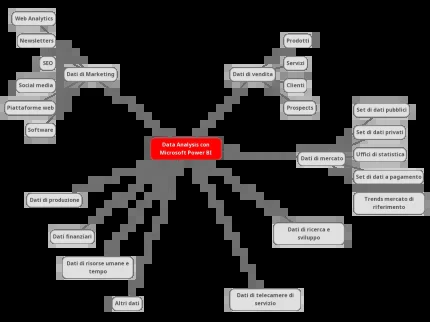 Web Analytics
Newsletters
SEO
Social media
Piattaforme web
Software
Dati di Marketing
Dati di vendita
Prodotti
Servizi
Clienti
Prospects
Data Analysis con
Microsoft Power BI
Dati di mercato
Set di dati pubblici
Set di dati privati
Uffici di statistica
Set di dati a pagamento
Trends mercato di
riferimento
Dati di produzione
Dati finanziari
Dati di risorse umane e
tempo
Altri dati
Dati di ricerca e
sviluppo
Dati di telecamere di
servizio